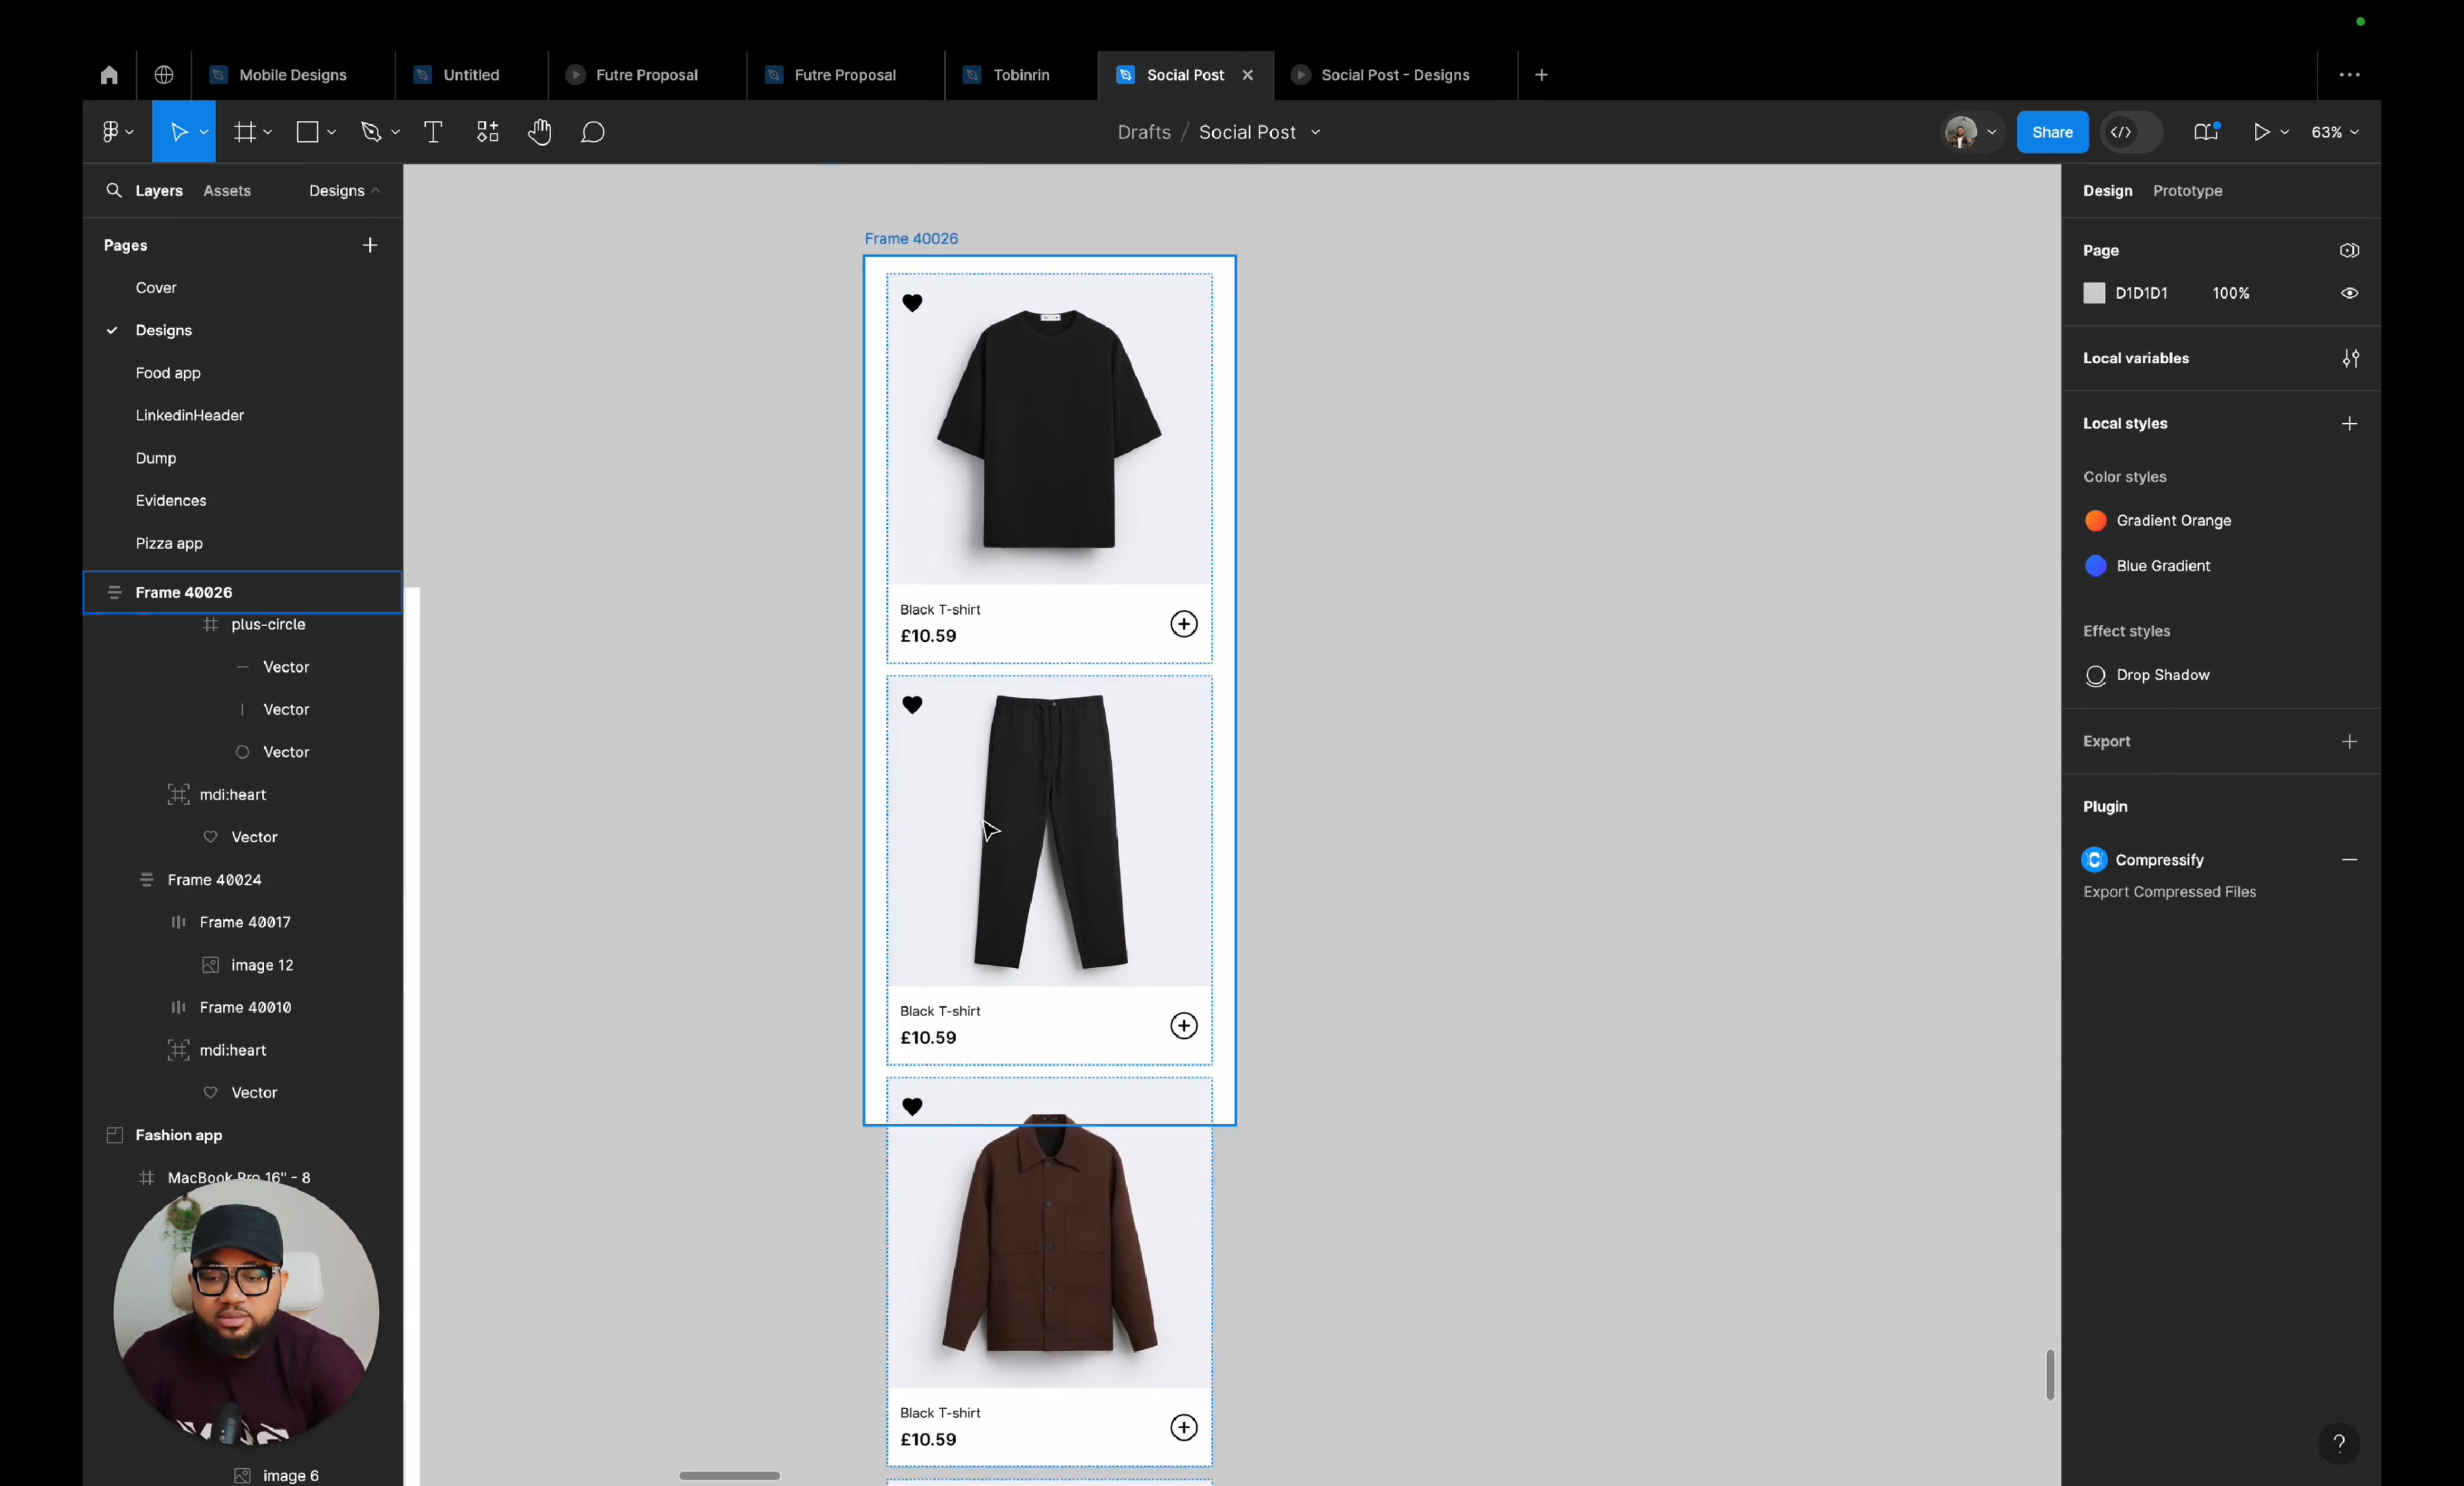 Mobile Designs
Untitled
Futre Proposal
Futre Proposal
Tobinrin
Social Post
Social Post - Designs
Drafts / Social Post
Share
63%
Layers
Assets
Designs
Pages
Cover
Designs
Food app
LinkedinHeader
Dump
Evidences
Pizza app
Frame 40026
plus-circle
Vector
Vector
Vector
mdi:heart
Vector
Frame 40024
Frame 40017
image 12
Frame 40010
mdi:heart
Vector
Fashion app
MacBook Pro 16" - 8
image 6
Frame 40026
Black T-shirt
£10.59
Black T-shirt
£10.59
Black T-shirt
£10.59
Design
Prototype
Page
D1D1D1
100%
Local variables
Local styles
Color styles
Gradient Orange
Blue Gradient
Effect styles
Drop Shadow
Export
Plugin
Compressify
Export Compressed Files
?